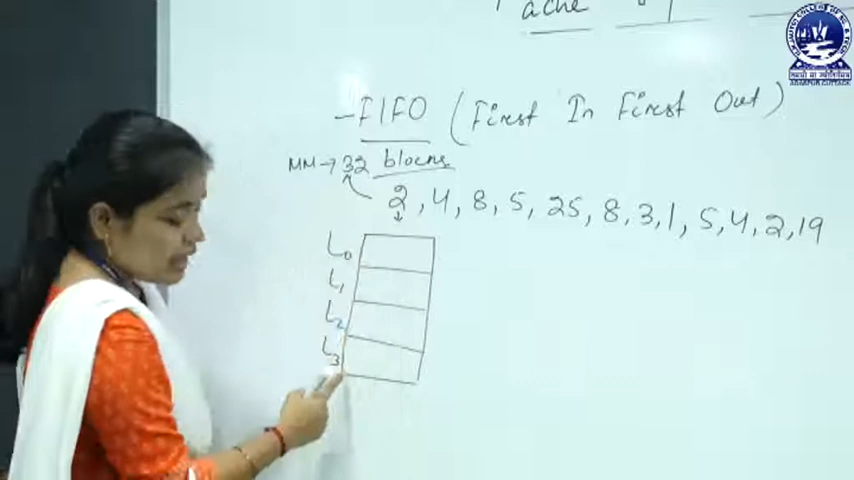 ache
- FIFO (First In First Out)
MM → 32 blocks
2, 4, 8, 5, 25, 8, 3, 1, 5, 4, 2, 19
L0
L1
L2
L3